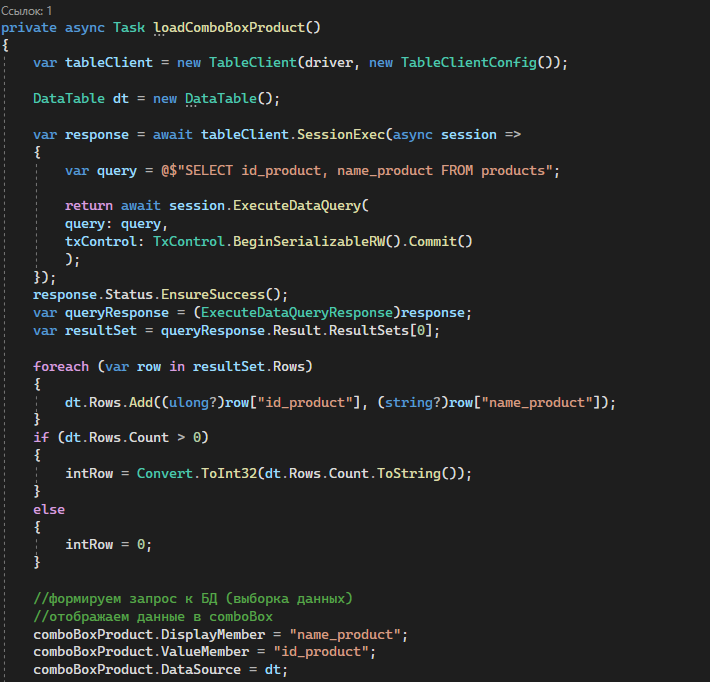 Ссылок: 1
private async Task loadComboBoxProduct()
{
var tableClient = new TableClient(driver, new TableClientConfig());
DataTable dt = new DataTable();
var response = await tableClient.SessionExec(async session =>
{
var query = @$"SELECT id_product, name_product FROM products";
return await session.ExecuteDataQuery(
query: query,
txControl: TxControl.BeginSerializableRW().Commit()
);
});
response.Status.EnsureSuccess();
var queryResponse = (ExecuteDataQueryResponse)response;
var resultSet = queryResponse.Result.ResultSets[0];
foreach (var row in resultSet.Rows)
{
dt.Rows.Add((ulong?)row["id_product"], (string?)row["name_product"]);
}
if (dt.Rows.Count > 0)
{
intRow = Convert.ToInt32(dt.Rows.Count.ToString());
}
else
{
intRow = 0;
}
//формируем запрос к БД (выборка данных)
//отображаем данные в comboBox
comboBoxProduct.DisplayMember = "name_product";
comboBoxProduct.ValueMember = "id_product";
comboBoxProduct.DataSource = dt;